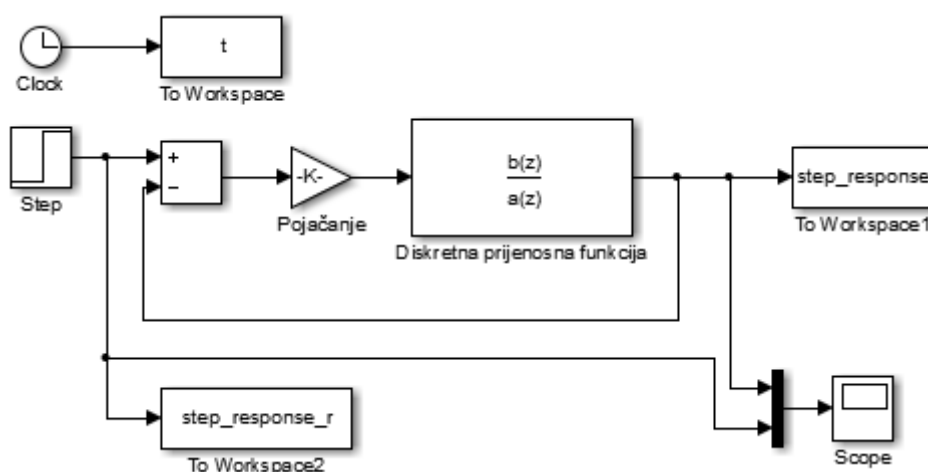 t
Clock
To Workspace
+
−
Step
-K-
Pojačanje
b(z)
a(z)
Diskretna prijenosna funkcija
step_response
To Workspace1
step_response_r
To Workspace2
Scope